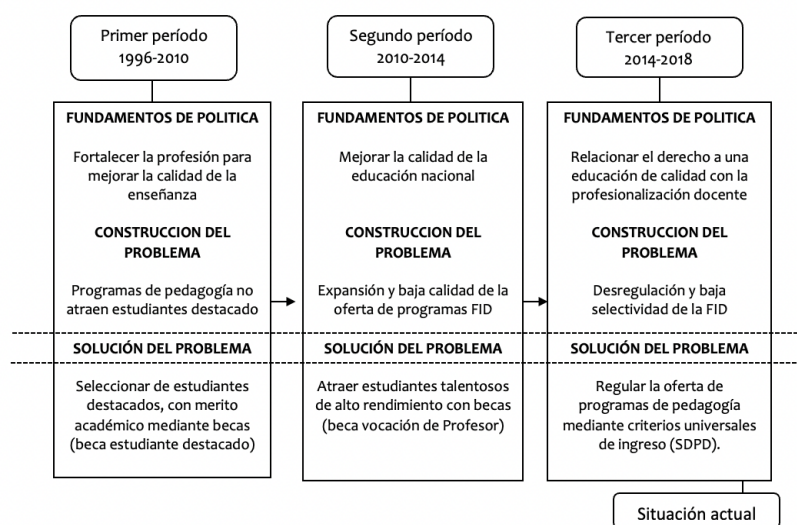 Primer período
1996-2010
FUNDAMENTOS DE POLITICA
Fortalecer la profesión para
mejorar la calidad de la
enseñanza
CONSTRUCCION DEL
PROBLEMA
Programas de pedagogía no
atraen estudiantes destacado
SOLUCIÓN DEL PROBLEMA
Seleccionar de estudiantes
destacados, con merito
académico mediante becas
(beca estudiante destacado)
Segundo período
2010-2014
FUNDAMENTOS DE POLITICA
Mejorar la calidad de la
educación nacional
CONSTRUCCION DEL
PROBLEMA
Expansión y baja calidad de la
oferta de programas FID
SOLUCIÓN DEL PROBLEMA
Atraer estudiantes talentosos
de alto rendimiento con becas
(beca vocación de Profesor)
Tercer período
2014-2018
FUNDAMENTOS DE POLITICA
Relacionar el derecho a una
educación de calidad con la
profesionalización docente
CONSTRUCCION DEL
PROBLEMA
Desregulación y baja
selectividad de la FID
SOLUCIÓN DEL PROBLEMA
Regular la oferta de
programas de pedagogía
mediante criterios universales
de ingreso (SDPD).
Situación actual